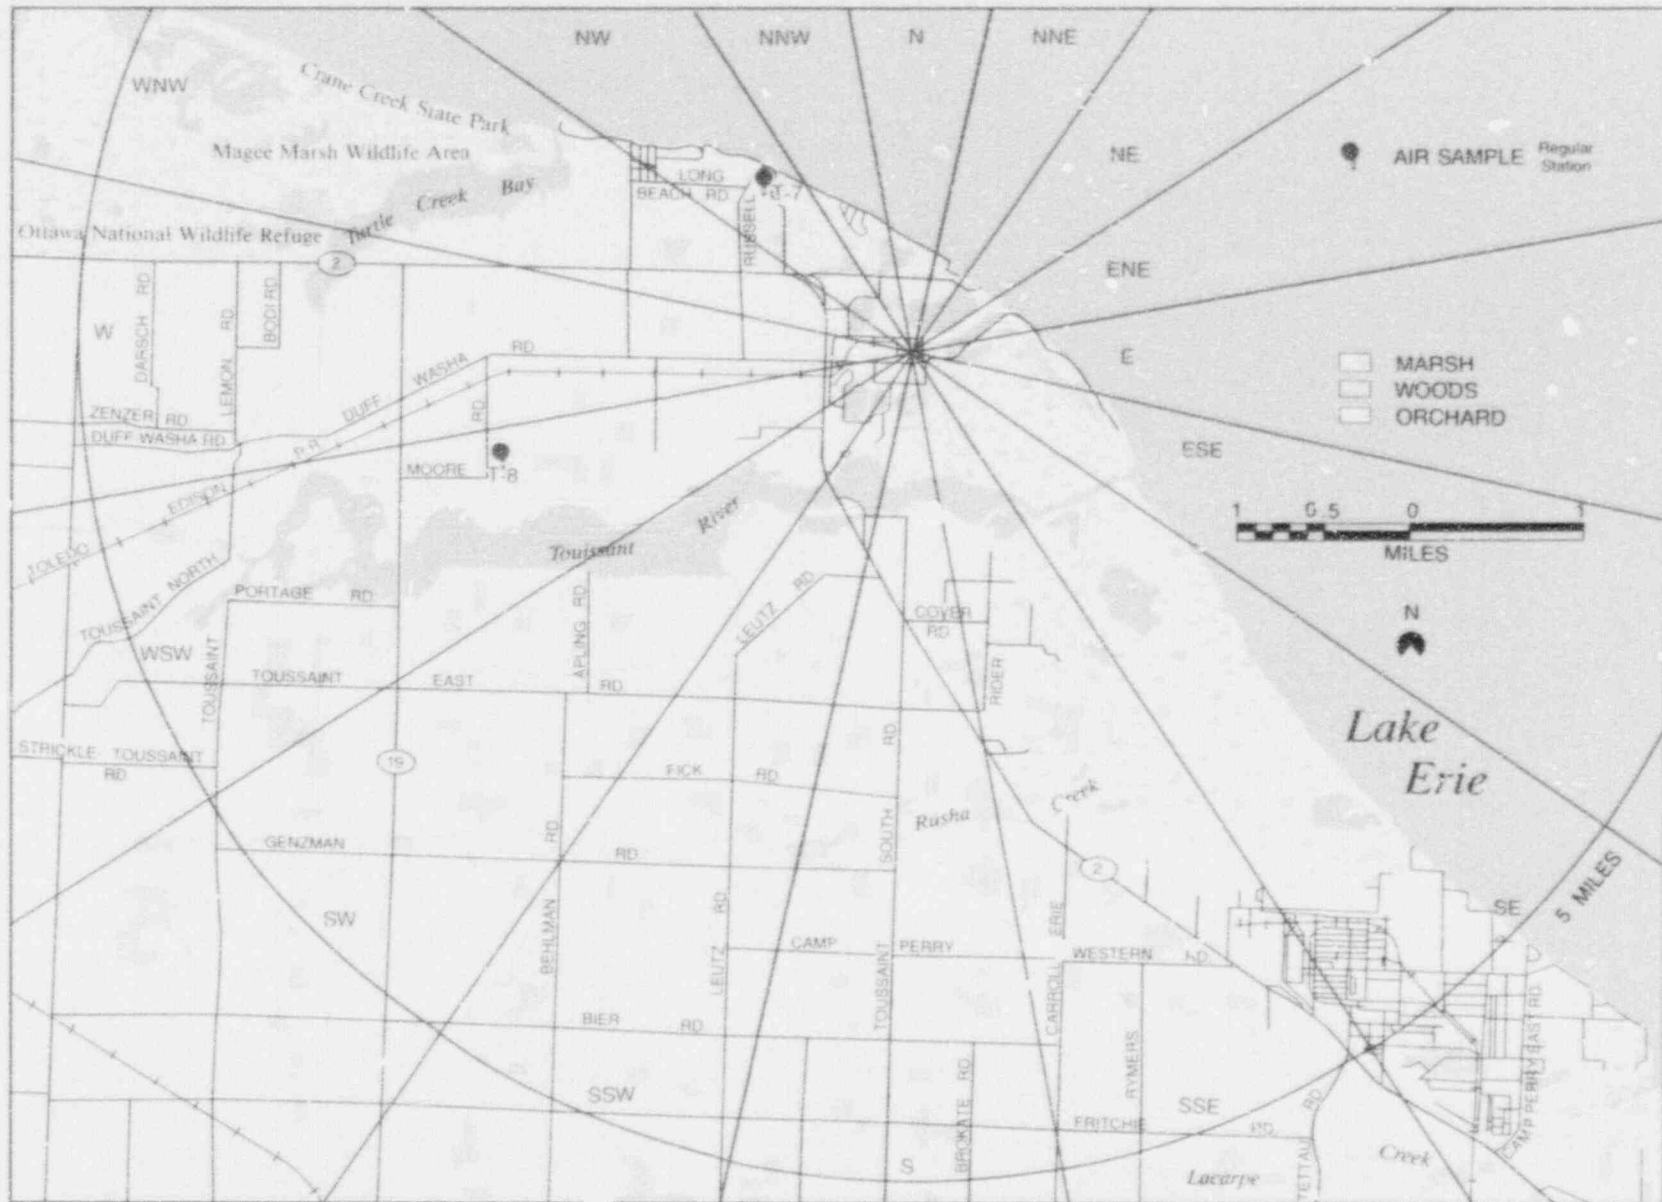 NW
NNW
N
NNE
WNW
Crane Creek State Park
Magee Marsh Wildlife Area
Turtle Creek Bay
Ottawa National Wildlife Refuge
NE
AIR SAMPLE Regular Station
LONG
BEACH RD
T-7
RUSSELL
2
ENE
W
DARSCH RD
LEMON RD
BODI RD
E
MARSH
WOODS
ORCHARD
DUFF WASHA RD
ZENZER RD
DUFF WASHA RD
RD
MOORE
T-8
ESE
TOLEDO EDISON R.R.
1 0.5 0 1
MILES
N
Touissant River
TOUSSAINT NORTH
PORTAGE RD
WSW
TOUSSAINT
APLING RD
LEUTZ RD
COVER RD
RIDER
TOUSSAINT EAST RD
Lake
Erie
STRICKLE TOUSSAINT
RD
19
FICK RD
Rusha Creek
GENZMAN RD
2
SW
BEHLMAN RD
LEUTZ RD
TOUSSAINT SOUTH RD
CARROLL ERIE
CAMP PERRY WESTERN RD
SE
5 MILES
BIER RD
RYMERS
CAMP PERRY EAST RD
SSW
BROKATE RD
SSE
FRITCHIE RD
TETTAU RD
S
Lacarpe Creek